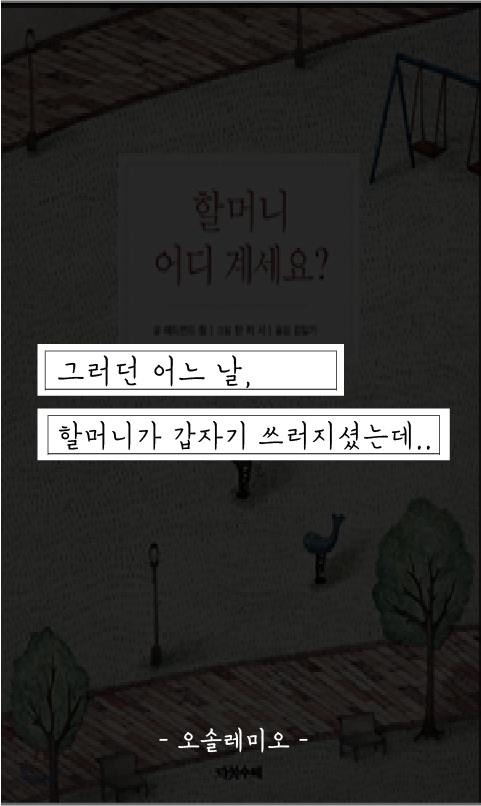 할머니
어디 계세요?
그러던 어느 날,
할머니가 갑자기 쓰러지셨는데..
- 오솔레미오 -